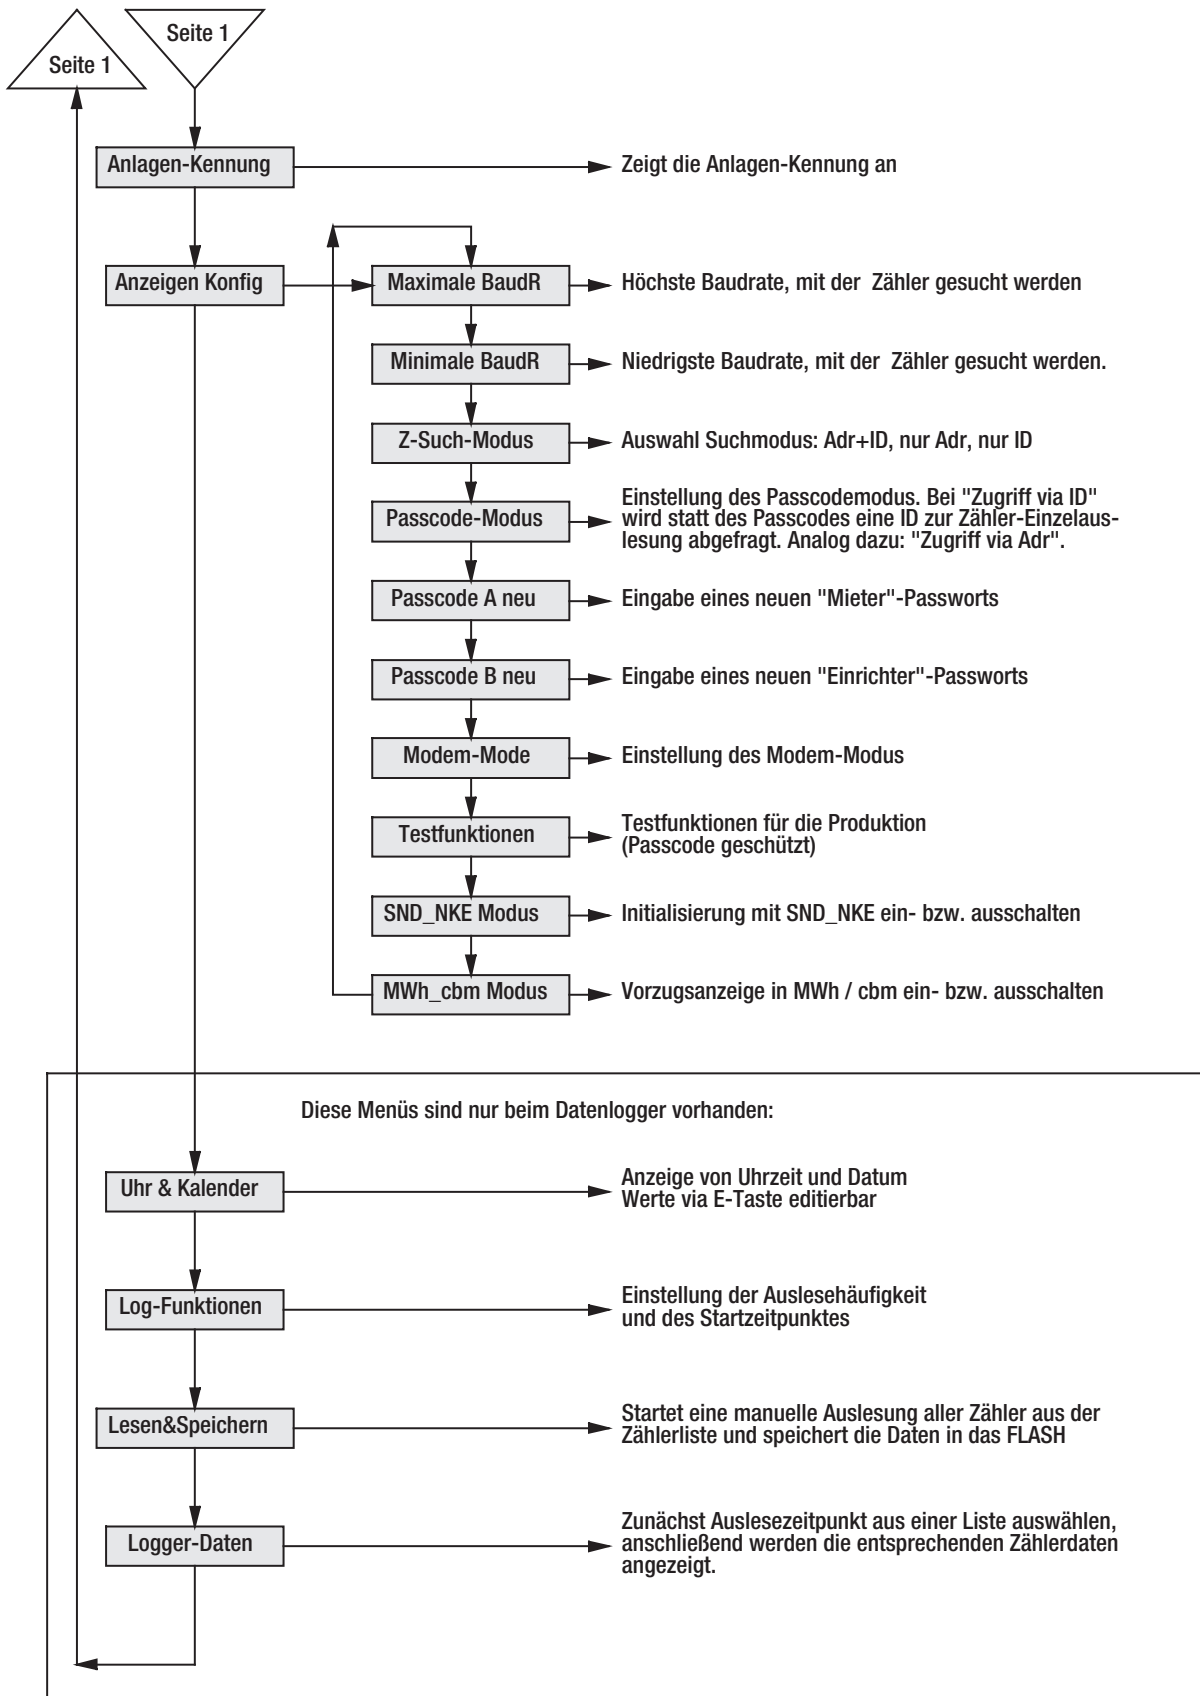 Seite 1
Seite 1
Anlagen-Kennung
Zeigt die Anlagen-Kennung an
Anzeigen Konfig
Maximale BaudR
Höchste Baudrate, mit der Zähler gesucht werden
Minimale BaudR
Niedrigste Baudrate, mit der Zähler gesucht werden.
Z-Such-Modus
Auswahl Suchmodus: Adr+ID, nur Adr, nur ID
Passcode-Modus
Einstellung des Passcodemodus. Bei "Zugriff via ID"
wird statt des Passcodes eine ID zur Zähler-Einzelaus-
lesung abgefragt. Analog dazu: "Zugriff via Adr".
Passcode A neu
Eingabe eines neuen "Mieter"-Passworts
Passcode B neu
Eingabe eines neuen "Einrichter"-Passworts
Modem-Mode
Einstellung des Modem-Modus
Testfunktionen
Testfunktionen für die Produktion
(Passcode geschützt)
SND_NKE Modus
Initialisierung mit SND_NKE ein- bzw. ausschalten
MWh_cbm Modus
Vorzugsanzeige in MWh / cbm ein- bzw. ausschalten
Diese Menüs sind nur beim Datenlogger vorhanden:
Uhr & Kalender
Anzeige von Uhrzeit und Datum
Werte via E-Taste editierbar
Log-Funktionen
Einstellung der Auslesehäufigkeit
und des Startzeitpunktes
Lesen&Speichern
Startet eine manuelle Auslesung aller Zähler aus der
Zählerliste und speichert die Daten in das FLASH
Logger-Daten
Zunächst Auslesezeitpunkt aus einer Liste auswählen,
anschließend werden die entsprechenden Zählerdaten
angezeigt.